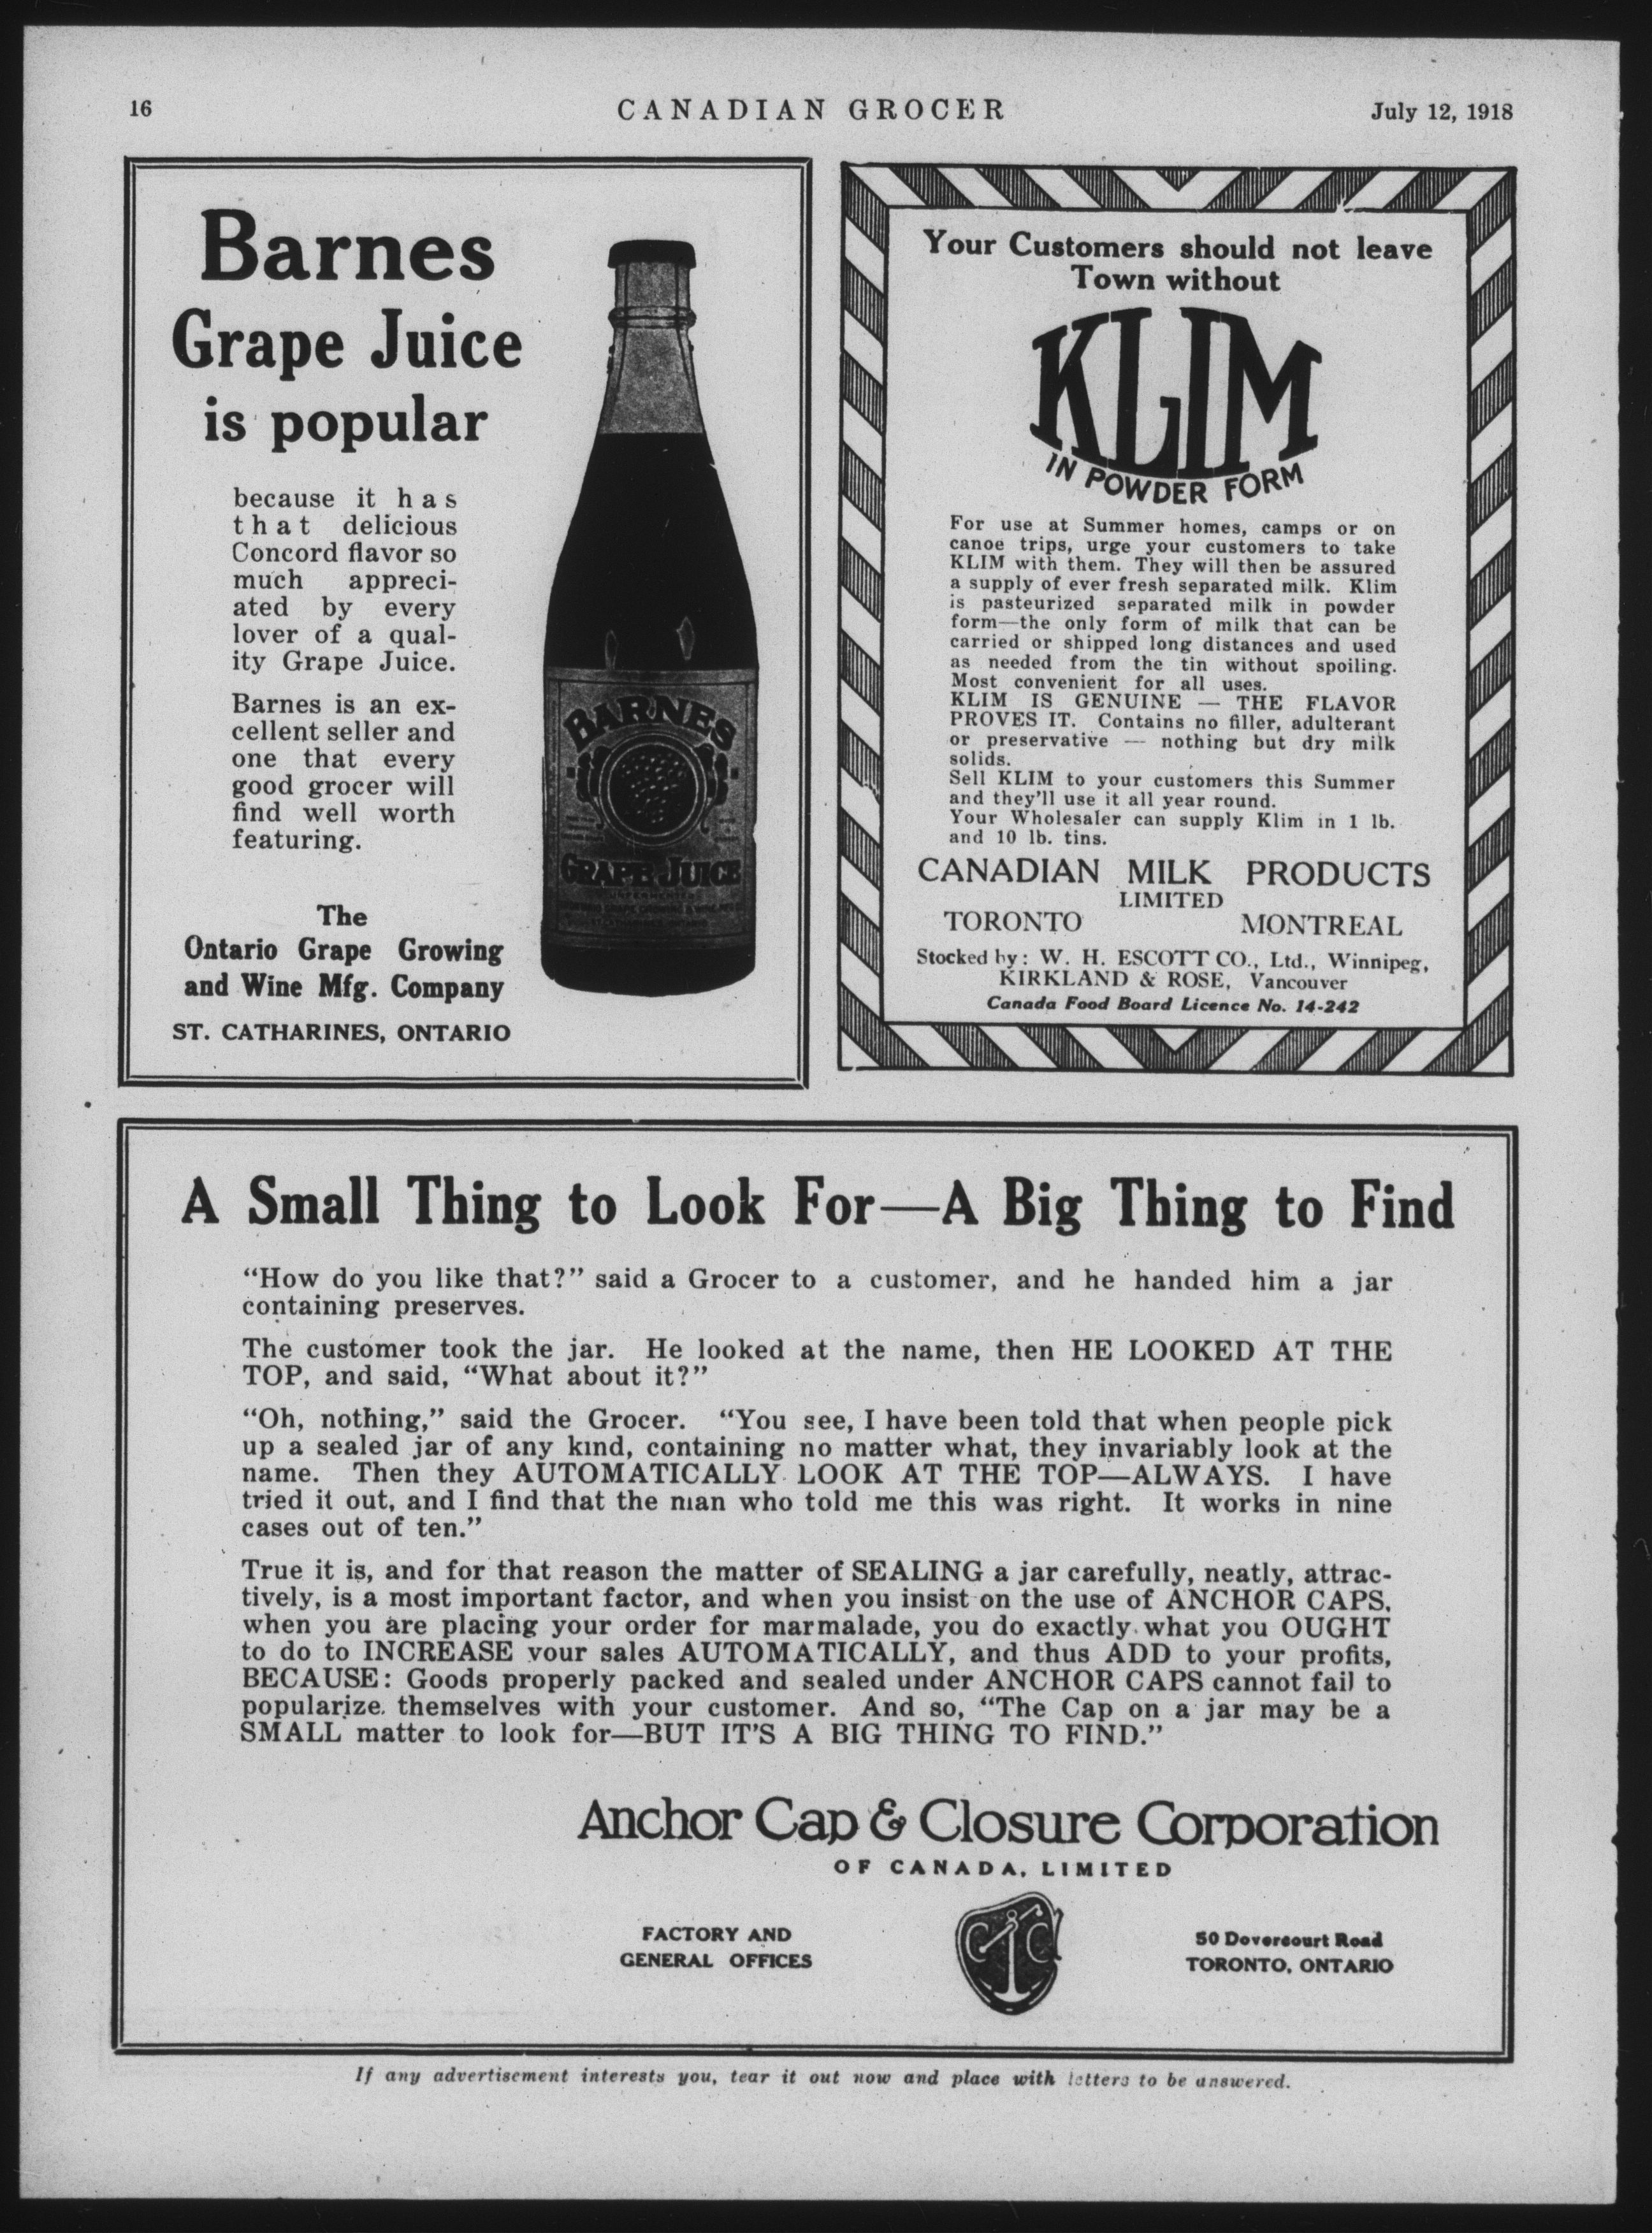 16
CANADIAN GROCER
July 12, 1918
Barnes
Grape Juice
is popular
because it has
that delicious
Concord flavor so
much appreci-
ated by every
lover of a qual-
ity Grape Juice.
Barnes is an ex-
cellent seller and
one that every
good grocer will
find well worth
featuring.
The
Ontario Grape Growing
and Wine Mfg. Company
ST. CATHARINES, ONTARIO
BARNES
GRAPE JUICE
Your Customers should not leave
Town without
KLIM
IN POWDER FORM
For use at Summer homes, camps or on
canoe trips, urge your customers to take
KLIM with them. They will then be assured
a supply of ever fresh separated milk. Klim
is pasteurized separated milk in powder
form—the only form of milk that can be
carried or shipped long distances and used
as needed from the tin without spoiling.
Most convenient for all uses.
KLIM IS GENUINE — THE FLAVOR
PROVES IT. Contains no filler, adulterant
or preservative — nothing but dry milk
solids.
Sell KLIM to your customers this Summer
and they'll use it all year round.
Your Wholesaler can supply Klim in 1 lb.
and 10 lb. tins.
CANADIAN MILK PRODUCTS
LIMITED
TORONTO MONTREAL
Stocked by: W. H. ESCOTT CO., Ltd., Winnipeg,
KIRKLAND & ROSE, Vancouver
Canada Food Board Licence No. 14-242
A Small Thing to Look For—A Big Thing to Find
“How do you like that?” said a Grocer to a customer, and he handed him a jar
containing preserves.
The customer took the jar. He looked at the name, then HE LOOKED AT THE
TOP, and said, “What about it?”
“Oh, nothing,” said the Grocer. “You see, I have been told that when people pick
up a sealed jar of any kind, containing no matter what, they invariably look at the
name. Then they AUTOMATICALLY LOOK AT THE TOP—ALWAYS. I have
tried it out, and I find that the man who told me this was right. It works in nine
cases out of ten.”
True it is, and for that reason the matter of SEALING a jar carefully, neatly, attrac-
tively, is a most important factor, and when you insist on the use of ANCHOR CAPS,
when you are placing your order for marmalade, you do exactly what you OUGHT
to do to INCREASE your sales AUTOMATICALLY, and thus ADD to your profits,
BECAUSE: Goods properly packed and sealed under ANCHOR CAPS cannot fail to
popularize themselves with your customer. And so, “The Cap on a jar may be a
SMALL matter to look for—BUT IT'S A BIG THING TO FIND.”
Anchor Cap & Closure Corporation
OF CANADA, LIMITED
FACTORY AND
GENERAL OFFICES
50 Dovercourt Road
TORONTO, ONTARIO
If any advertisement interests you, tear it out now and place with letters to be answered.